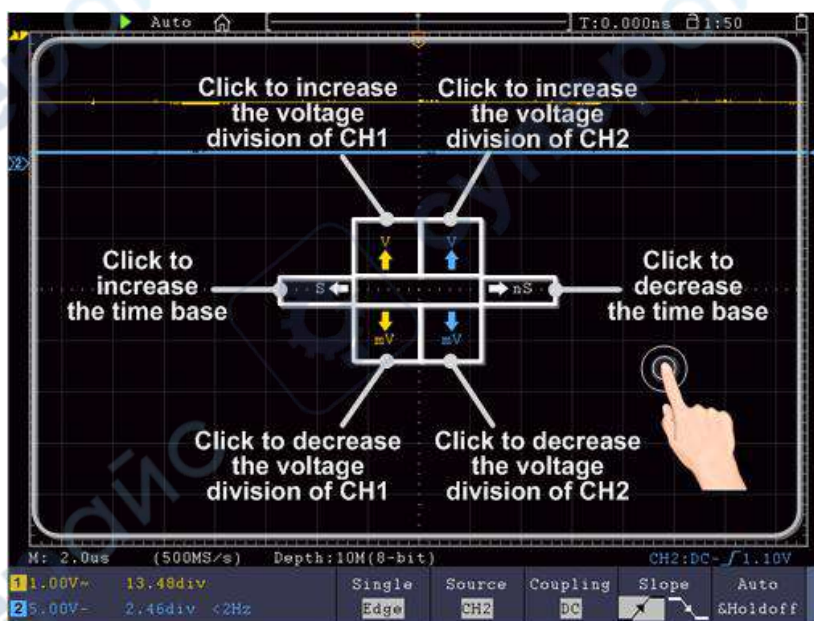 Auto T:0.000ns 1:50
Click to increase
the voltage
division of CH1
Click to increase
the voltage
division of CH2
2
V V
Click to
increase
the time base
S nS
Click to
decrease
the time base
mV mV
Click to decrease
the voltage
division of CH1
Click to decrease
the voltage
division of CH2
M: 2.0us (500MS/s) Depth:10M(8-bit) CH2:DC- 1.10V
1 1.00V~ 13.48div Single Source Coupling Slope Auto
2 5.00V- 2.46div <2Hz Edge CH2 DC &Holdoff
суперайс